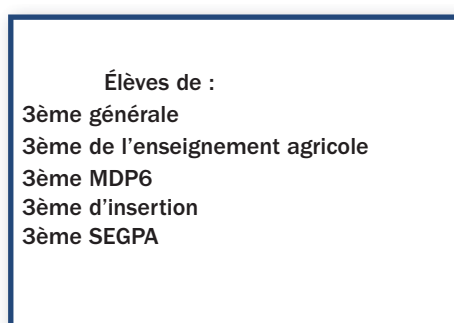 Élèves de :
3ème générale
3ème de l’enseignement agricole
3ème MDP6
3ème d’insertion
3ème SEGPA